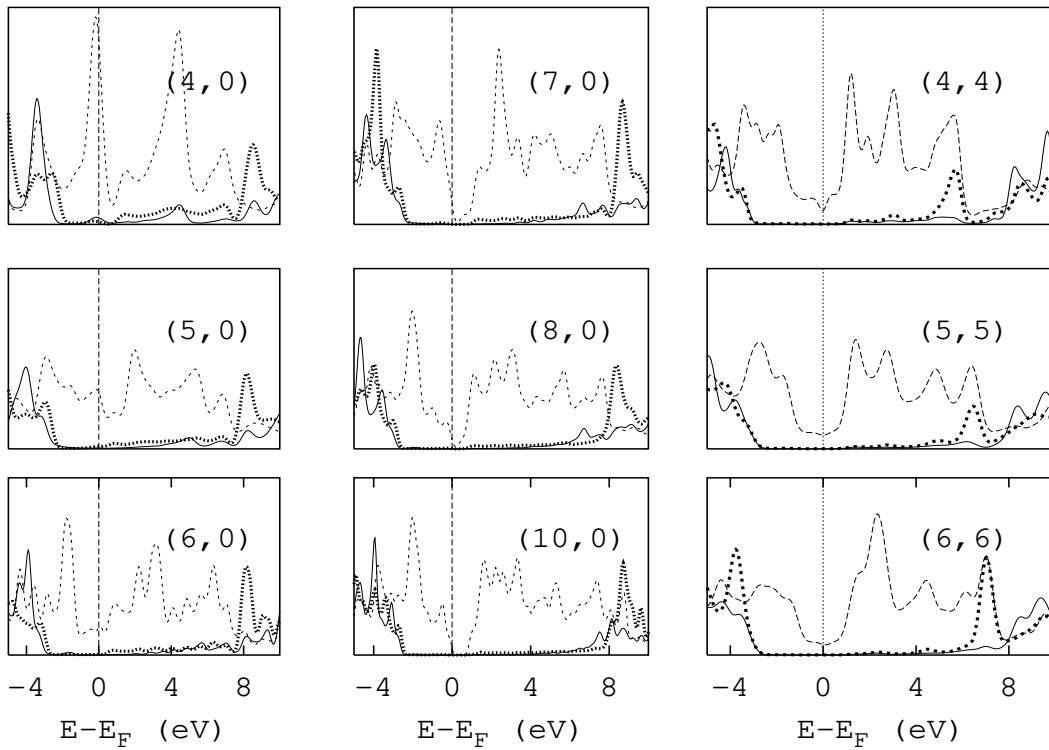 (4,0)
(7,0)
(4,4)
(5,0)
(8,0)
(5,5)
(6,0)
(10,0)
(6,6)
−4 0 4 8
−4 0 4 8
−4 0 4 8
E−E_F (eV)
E−E_F (eV)
E−E_F (eV)